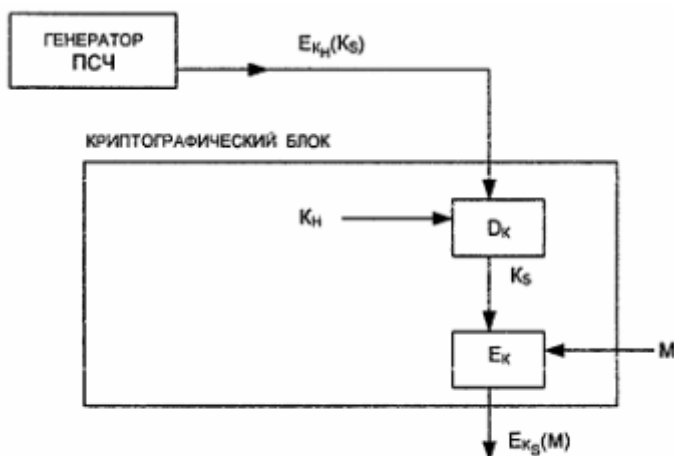 ГЕНЕРАТОР
ПСЧ
E_{K_H}(K_S)
КРИПТОГРАФИЧЕСКИЙ БЛОК
K_H
D_K
K_S
E_K
M
E_{K_S}(M)